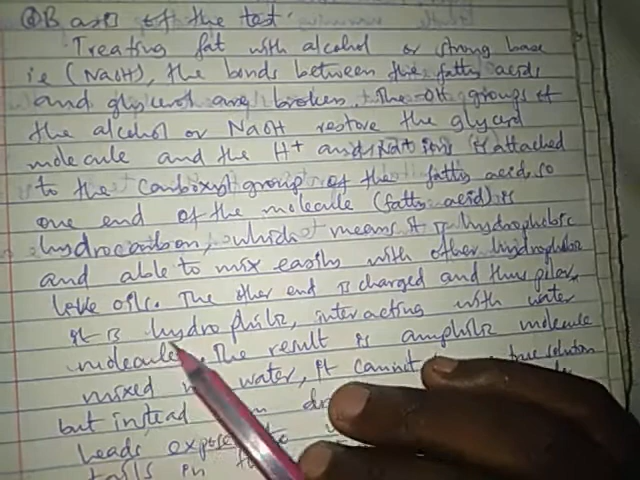 Basis of the test.
Treating fat with alcohol or strong base
i.e (NaOH), the bonds between the fatty acids
and glycerol are broken. The OH groups of
the alcohol or NaOH restore the glycerol
molecule and the H+ and Na+ is attached
to the carboxyl group of the fatty acid, so
one end of the molecule (fatty acid) is
hydrocarbon, which means it is hydrophobic
and able to mix easily with other hydrophobic
like oils. The other end is charged and thus polar
it is hydrophilic, interacting with water
molecules. The result is amphilic molecule
mixed water, it cannot true solution
but instead
heads the
tails in the